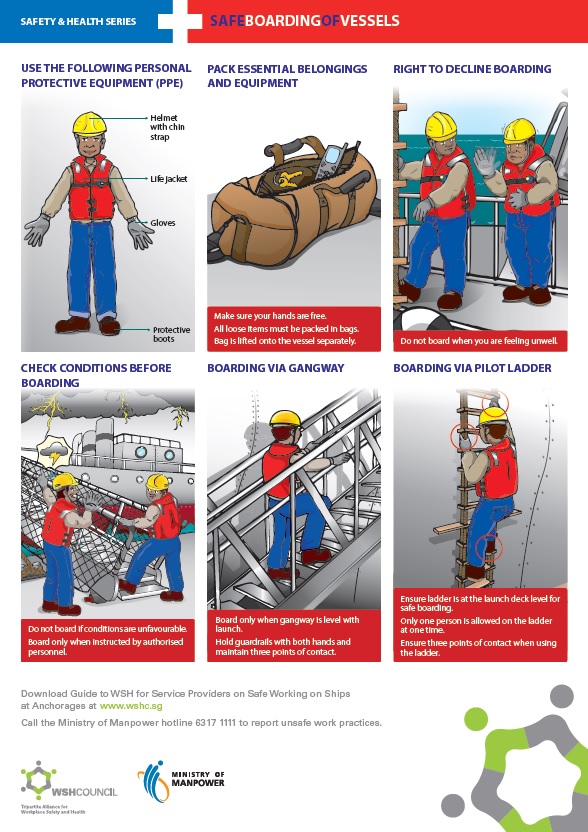 SAFETY & HEALTH SERIES
SAFEBOARDINGOFVESSELS
USE THE FOLLOWING PERSONAL
PROTECTIVE EQUIPMENT (PPE)
Helmet
with chin
strap
Life Jacket
Gloves
Protective
boots
PACK ESSENTIAL BELONGINGS
AND EQUIPMENT
Make sure your hands are free.
All loose items must be packed in bags.
Bag is lifted onto the vessel separately.
RIGHT TO DECLINE BOARDING
Do not board when you are feeling unwell.
CHECK CONDITIONS BEFORE
BOARDING
Do not board if conditions are unfavourable.
Board only when instructed by authorised
personnel.
BOARDING VIA GANGWAY
Board only when gangway is level with
launch.
Hold guardrails with both hands and
maintain three points of contact.
BOARDING VIA PILOT LADDER
Ensure ladder is at the launch deck level for
safe boarding.
Only one person is allowed on the ladder
at one time.
Ensure three points of contact when using
the ladder.
Download Guide to WSH for Service Providers on Safe Working on Ships
at Anchorages at www.wshc.sg
Call the Ministry of Manpower hotline 6317 1111 to report unsafe work practices.
WSHCOUNCIL
Tripartite Alliance for
Workplace Safety and Health
MINISTRY OF
MANPOWER